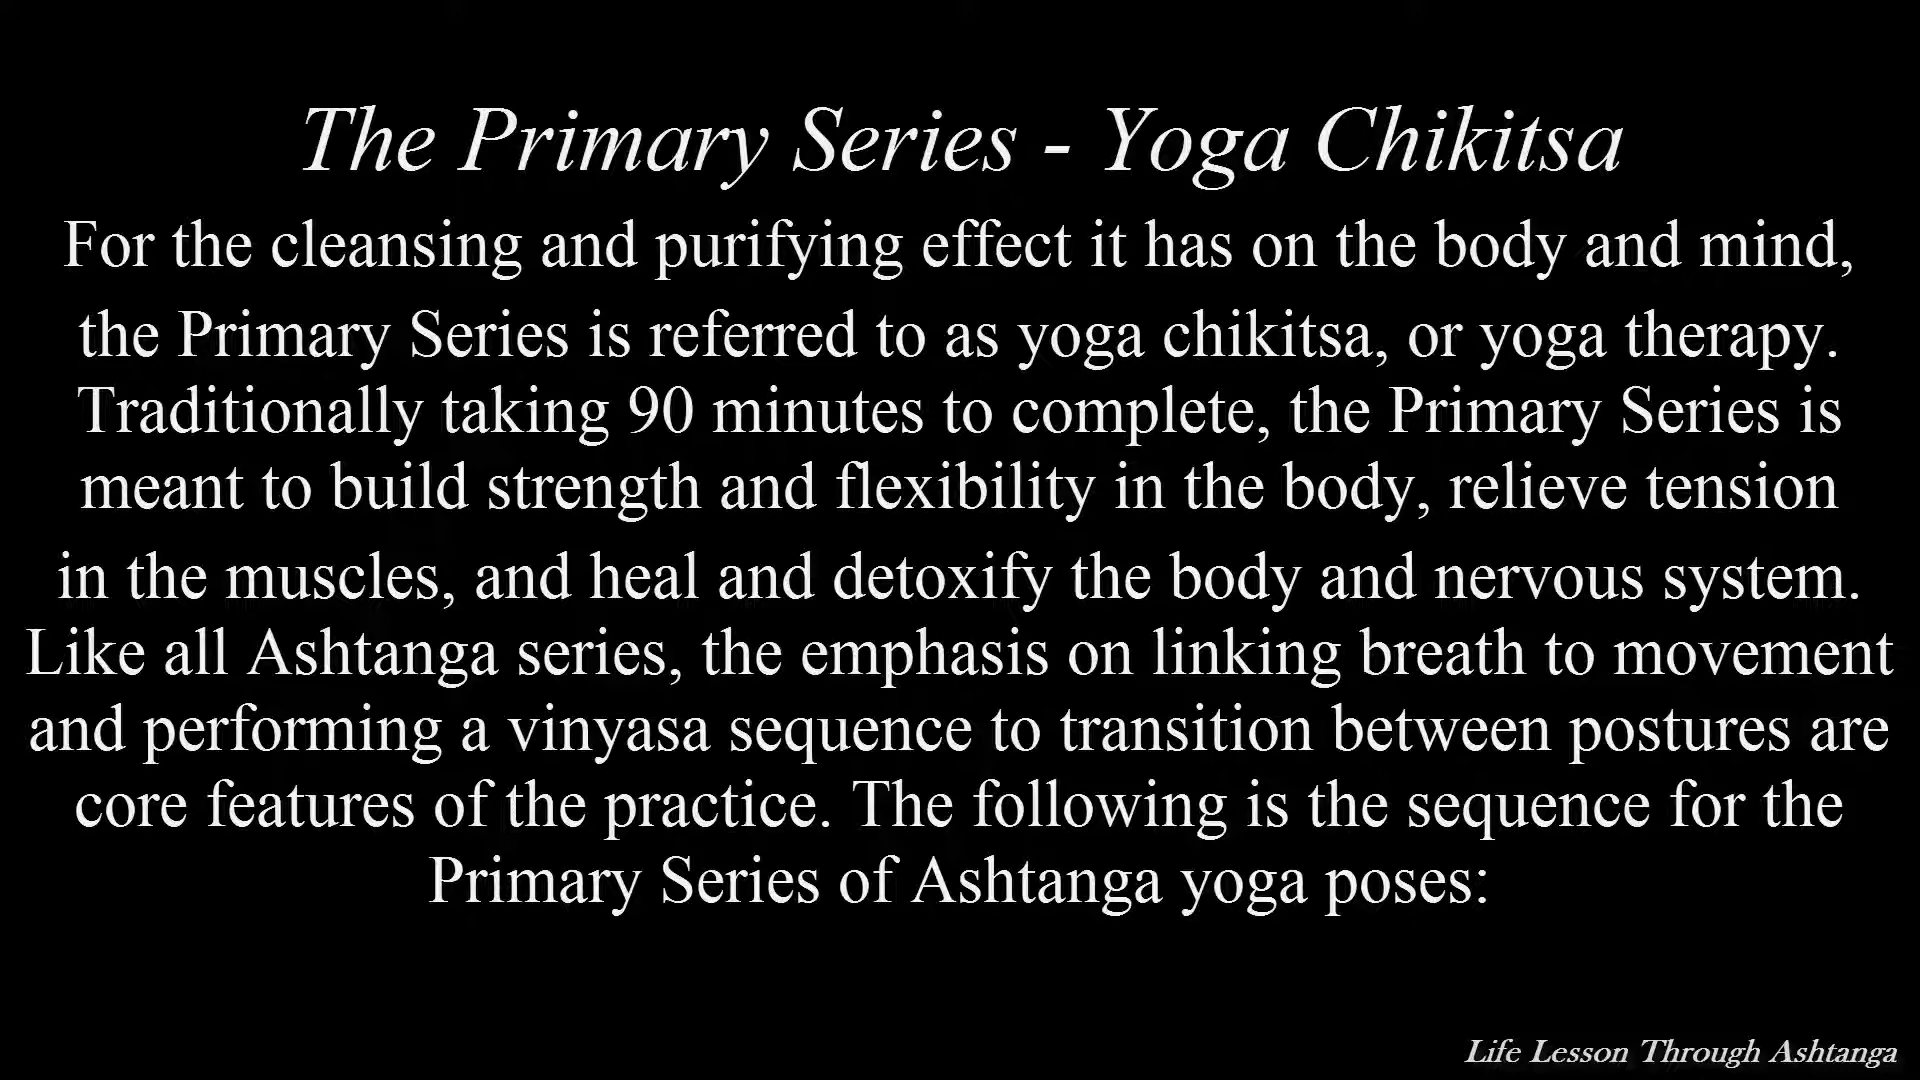 The Primary Series - Yoga Chikitsa
For the cleansing and purifying effect it has on the body and mind,
the Primary Series is referred to as yoga chikitsa, or yoga therapy.
Traditionally taking 90 minutes to complete, the Primary Series is
meant to build strength and flexibility in the body, relieve tension
in the muscles, and heal and detoxify the body and nervous system.
Like all Ashtanga series, the emphasis on linking breath to movement
and performing a vinyasa sequence to transition between postures are
core features of the practice. The following is the sequence for the
Primary Series of Ashtanga yoga poses:
Life Lesson Through Ashtanga